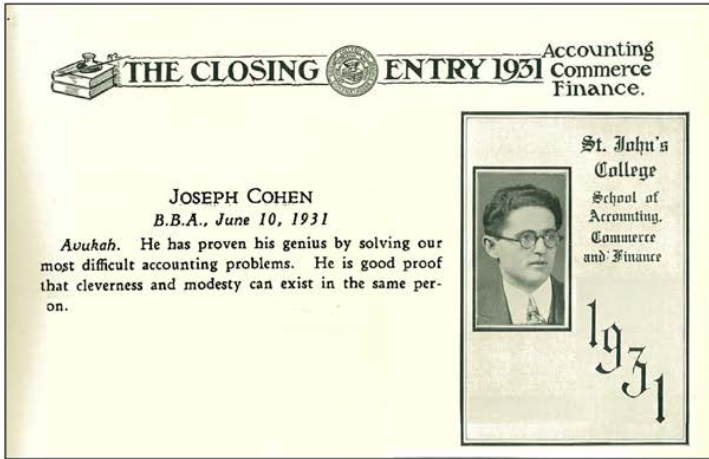 THE CLOSING ENTRY 1931
Accounting
Commerce
Finance.
JOSEPH COHEN
B.B.A., June 10, 1931
Avukah. He has proven his genius by solving our
most difficult accounting problems. He is good proof
that cleverness and modesty can exist in the same per-
on.
St. John's
College
School of
Accounting,
Commerce
and Finance
1931